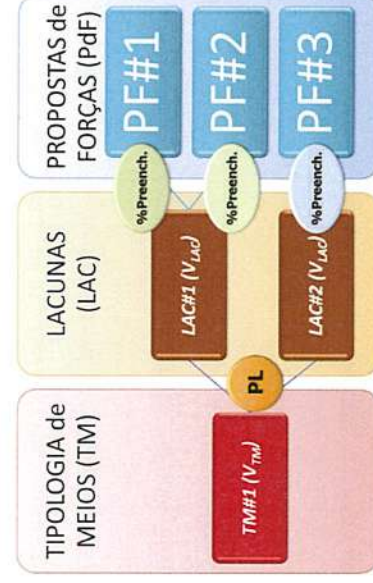 TIPOLOGIA de
MEIOS (TM)
TM#1 (V_TM)
PL
LACUNAS
(LAC)
LAC#1 (V_LAC)
LAC#2 (V_LAC)
%Preench.
%Preench.
%Preench.
PROPOSTAS de
FORÇAS (PdF)
PF#1
PF#2
PF#3